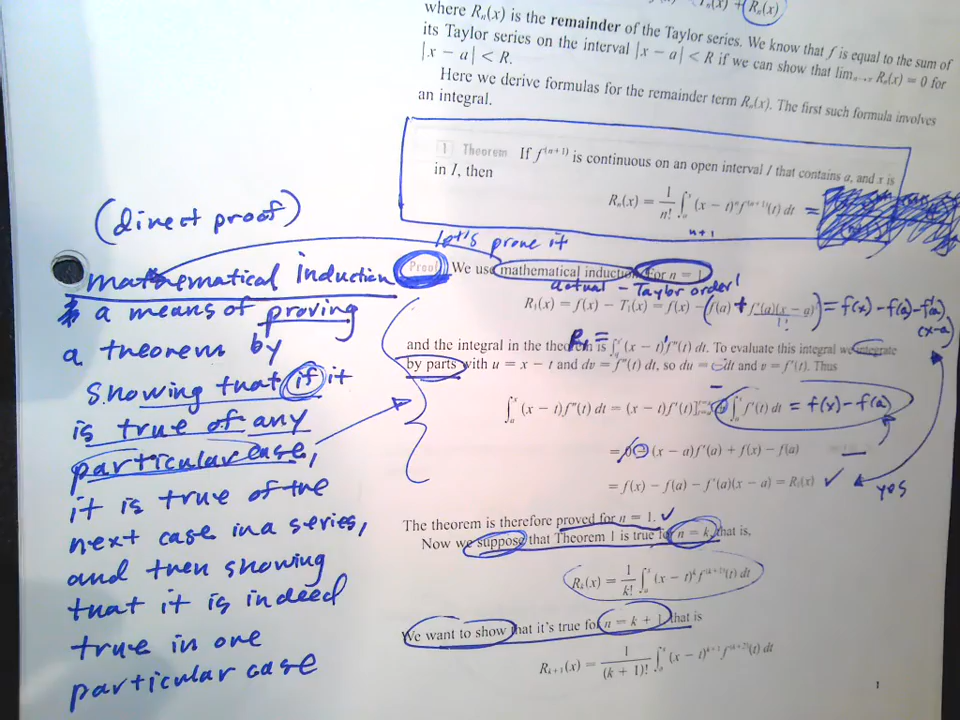 Tₙ(x) + Rₙ(x)
where Rₙ(x) is the remainder of the Taylor series. We know that f is equal to the sum of
its Taylor series on the interval |x − a| < R if we can show that limₙ→∞ Rₙ(x) = 0 for
|x − a| < R.
Here we derive formulas for the remainder term Rₙ(x). The first such formula involves
an integral.
1 Theorem If f⁽ⁿ⁺¹⁾ is continuous on an open interval I that contains a, and x is
in I, then
Rₙ(x) = 1/n! ∫ₐˣ (x − t)ⁿ f⁽ⁿ⁺¹⁾(t) dt =
n+1
(direct proof)
let's prove it
mathematical induction
is a means of proving
a theorem by
showing that if it
is true of any
particular case,
it is true of the
next case in a series,
and then showing
that it is indeed
true in one
particular case
Proof We use mathematical induction. For n = 1
actual - Taylor order 1
R₁(x) = f(x) − T₁(x) = f(x) − (f(a) + f'(a)(x − a)/1!) = f(x) - f(a) - f'(a)
(x-a)
and the integral in the theorem is ∫ₐˣ (x − t) f''(t) dt. To evaluate this integral we integrate
by parts with u = x − t and dv = f''(t) dt, so du = −dt and v = f'(t). Thus
∫ₐˣ (x − t)f''(t) dt = (x − t)f'(t)]ₜ₌ₐᵗ⁼ˣ + ∫ₐˣ f'(t) dt = f(x) - f(a)
= 0 − (x − a)f'(a) + f(x) − f(a)
= f(x) − f(a) − f'(a)(x − a) = R₁(x) ✓ yes
The theorem is therefore proved for n = 1. ✓
Now we suppose that Theorem 1 is true for n = k, that is,
Rₖ(x) = 1/k! ∫ₐˣ (x − t)ᵏ f⁽ᵏ⁺¹⁾(t) dt
We want to show that it's true for n = k + 1, that is
Rₖ₊₁(x) = 1/(k + 1)! ∫ₐˣ (x − t)ᵏ⁺¹ f⁽ᵏ⁺²⁾(t) dt
1